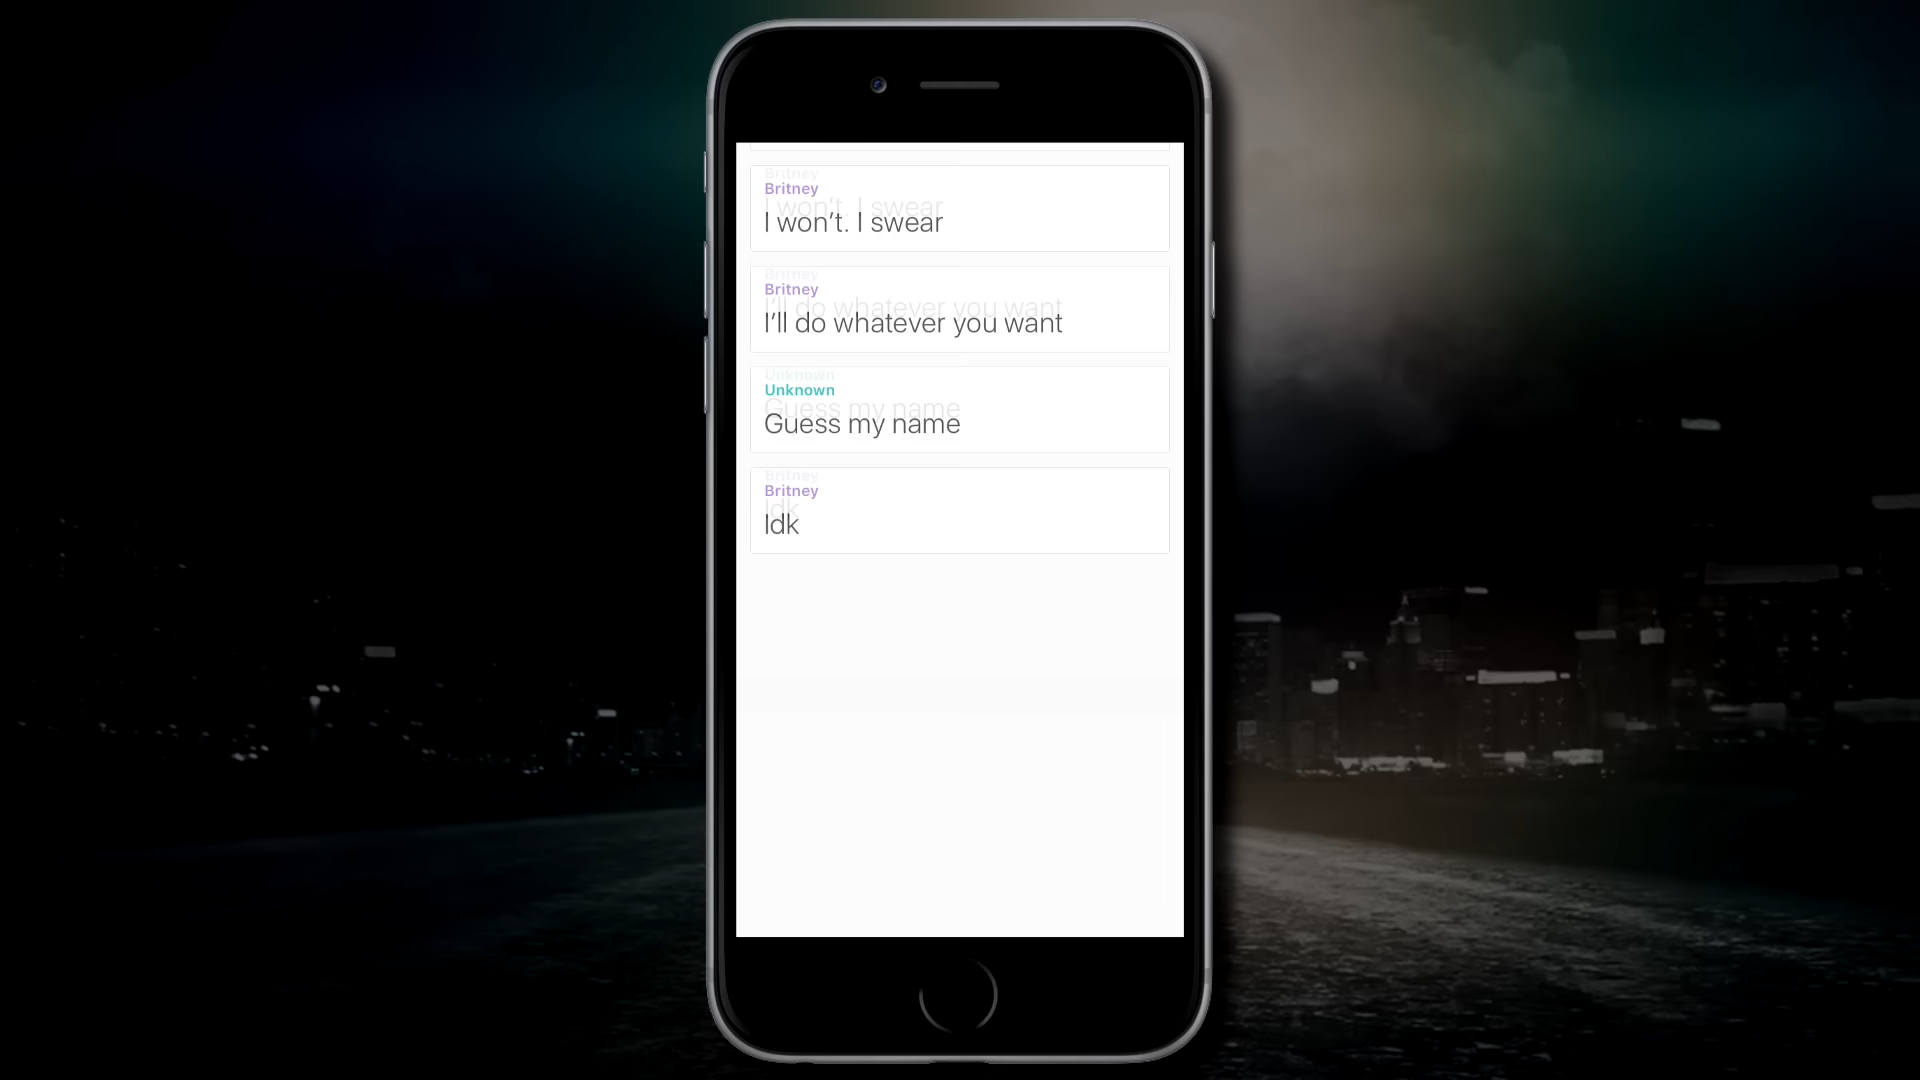 Britney
I won’t. I swear
Britney
I’ll do whatever you want
Unknown
Guess my name
Britney
Idk